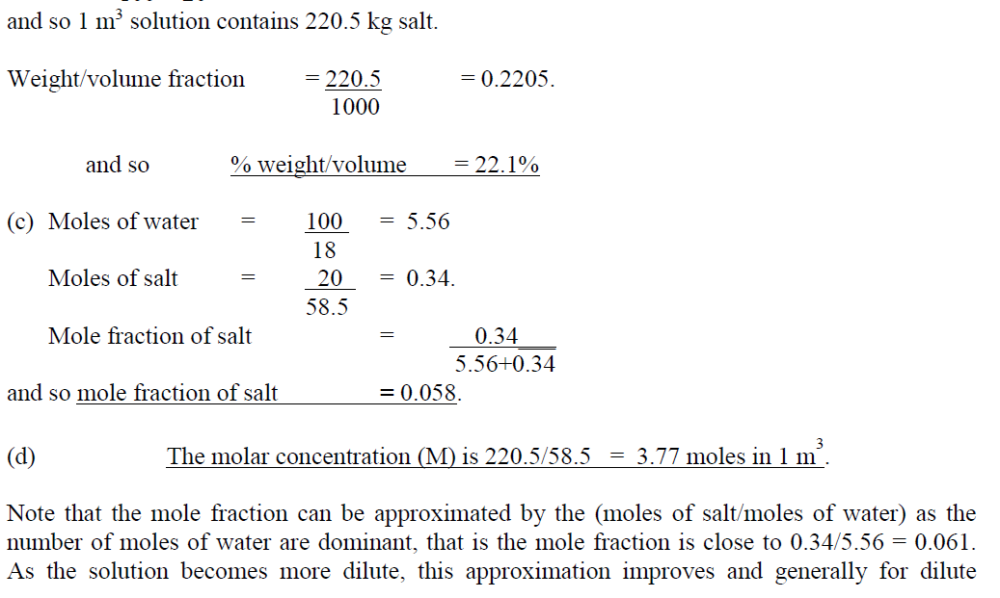 and so 1 m³ solution contains 220.5 kg salt.
Weight/volume fraction = 220.5 = 0.2205.
1000
and so % weight/volume = 22.1%
(c) Moles of water = 100 = 5.56
18
Moles of salt = 20 = 0.34.
58.5
Mole fraction of salt = 0.34
5.56+0.34
and so mole fraction of salt = 0.058.
(d) The molar concentration (M) is 220.5/58.5 = 3.77 moles in 1 m³.
Note that the mole fraction can be approximated by the (moles of salt/moles of water) as the
number of moles of water are dominant, that is the mole fraction is close to 0.34/5.56 = 0.061.
As the solution becomes more dilute, this approximation improves and generally for dilute